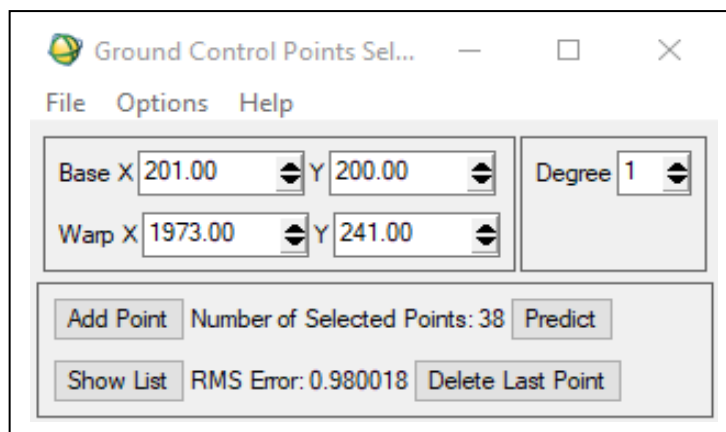 Ground Control Points Sel...
File Options Help
Base X 201.00 Y 200.00 Degree 1
Warp X 1973.00 Y 241.00
Add Point Number of Selected Points: 38 Predict
Show List RMS Error: 0.980018 Delete Last Point